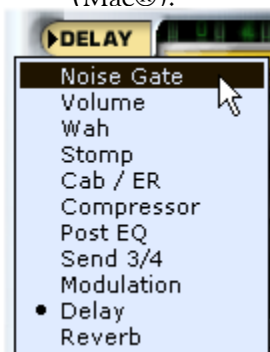 (Mac®).
DELAY
Noise Gate
Volume
Wah
Stomp
Cab / ER
Compressor
Post EQ
Send 3/4
Modulation
Delay
Reverb